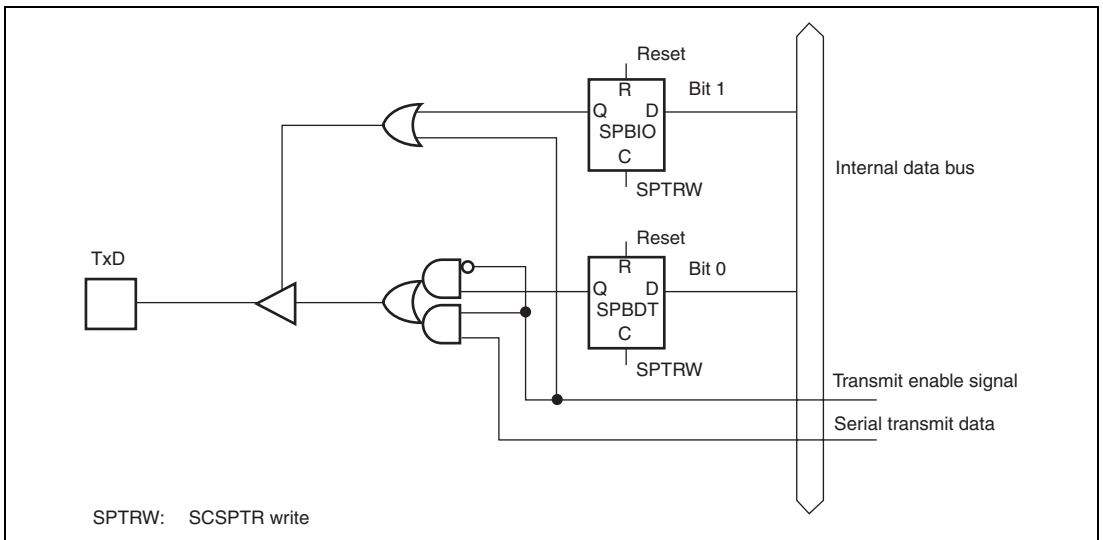 Reset
R
Bit 1
Q D
SPBIO
C
SPTRW
Internal data bus
Reset
R
Bit 0
Q D
SPBDT
C
SPTRW
TxD
Transmit enable signal
Serial transmit data
SPTRW: SCSPTR write